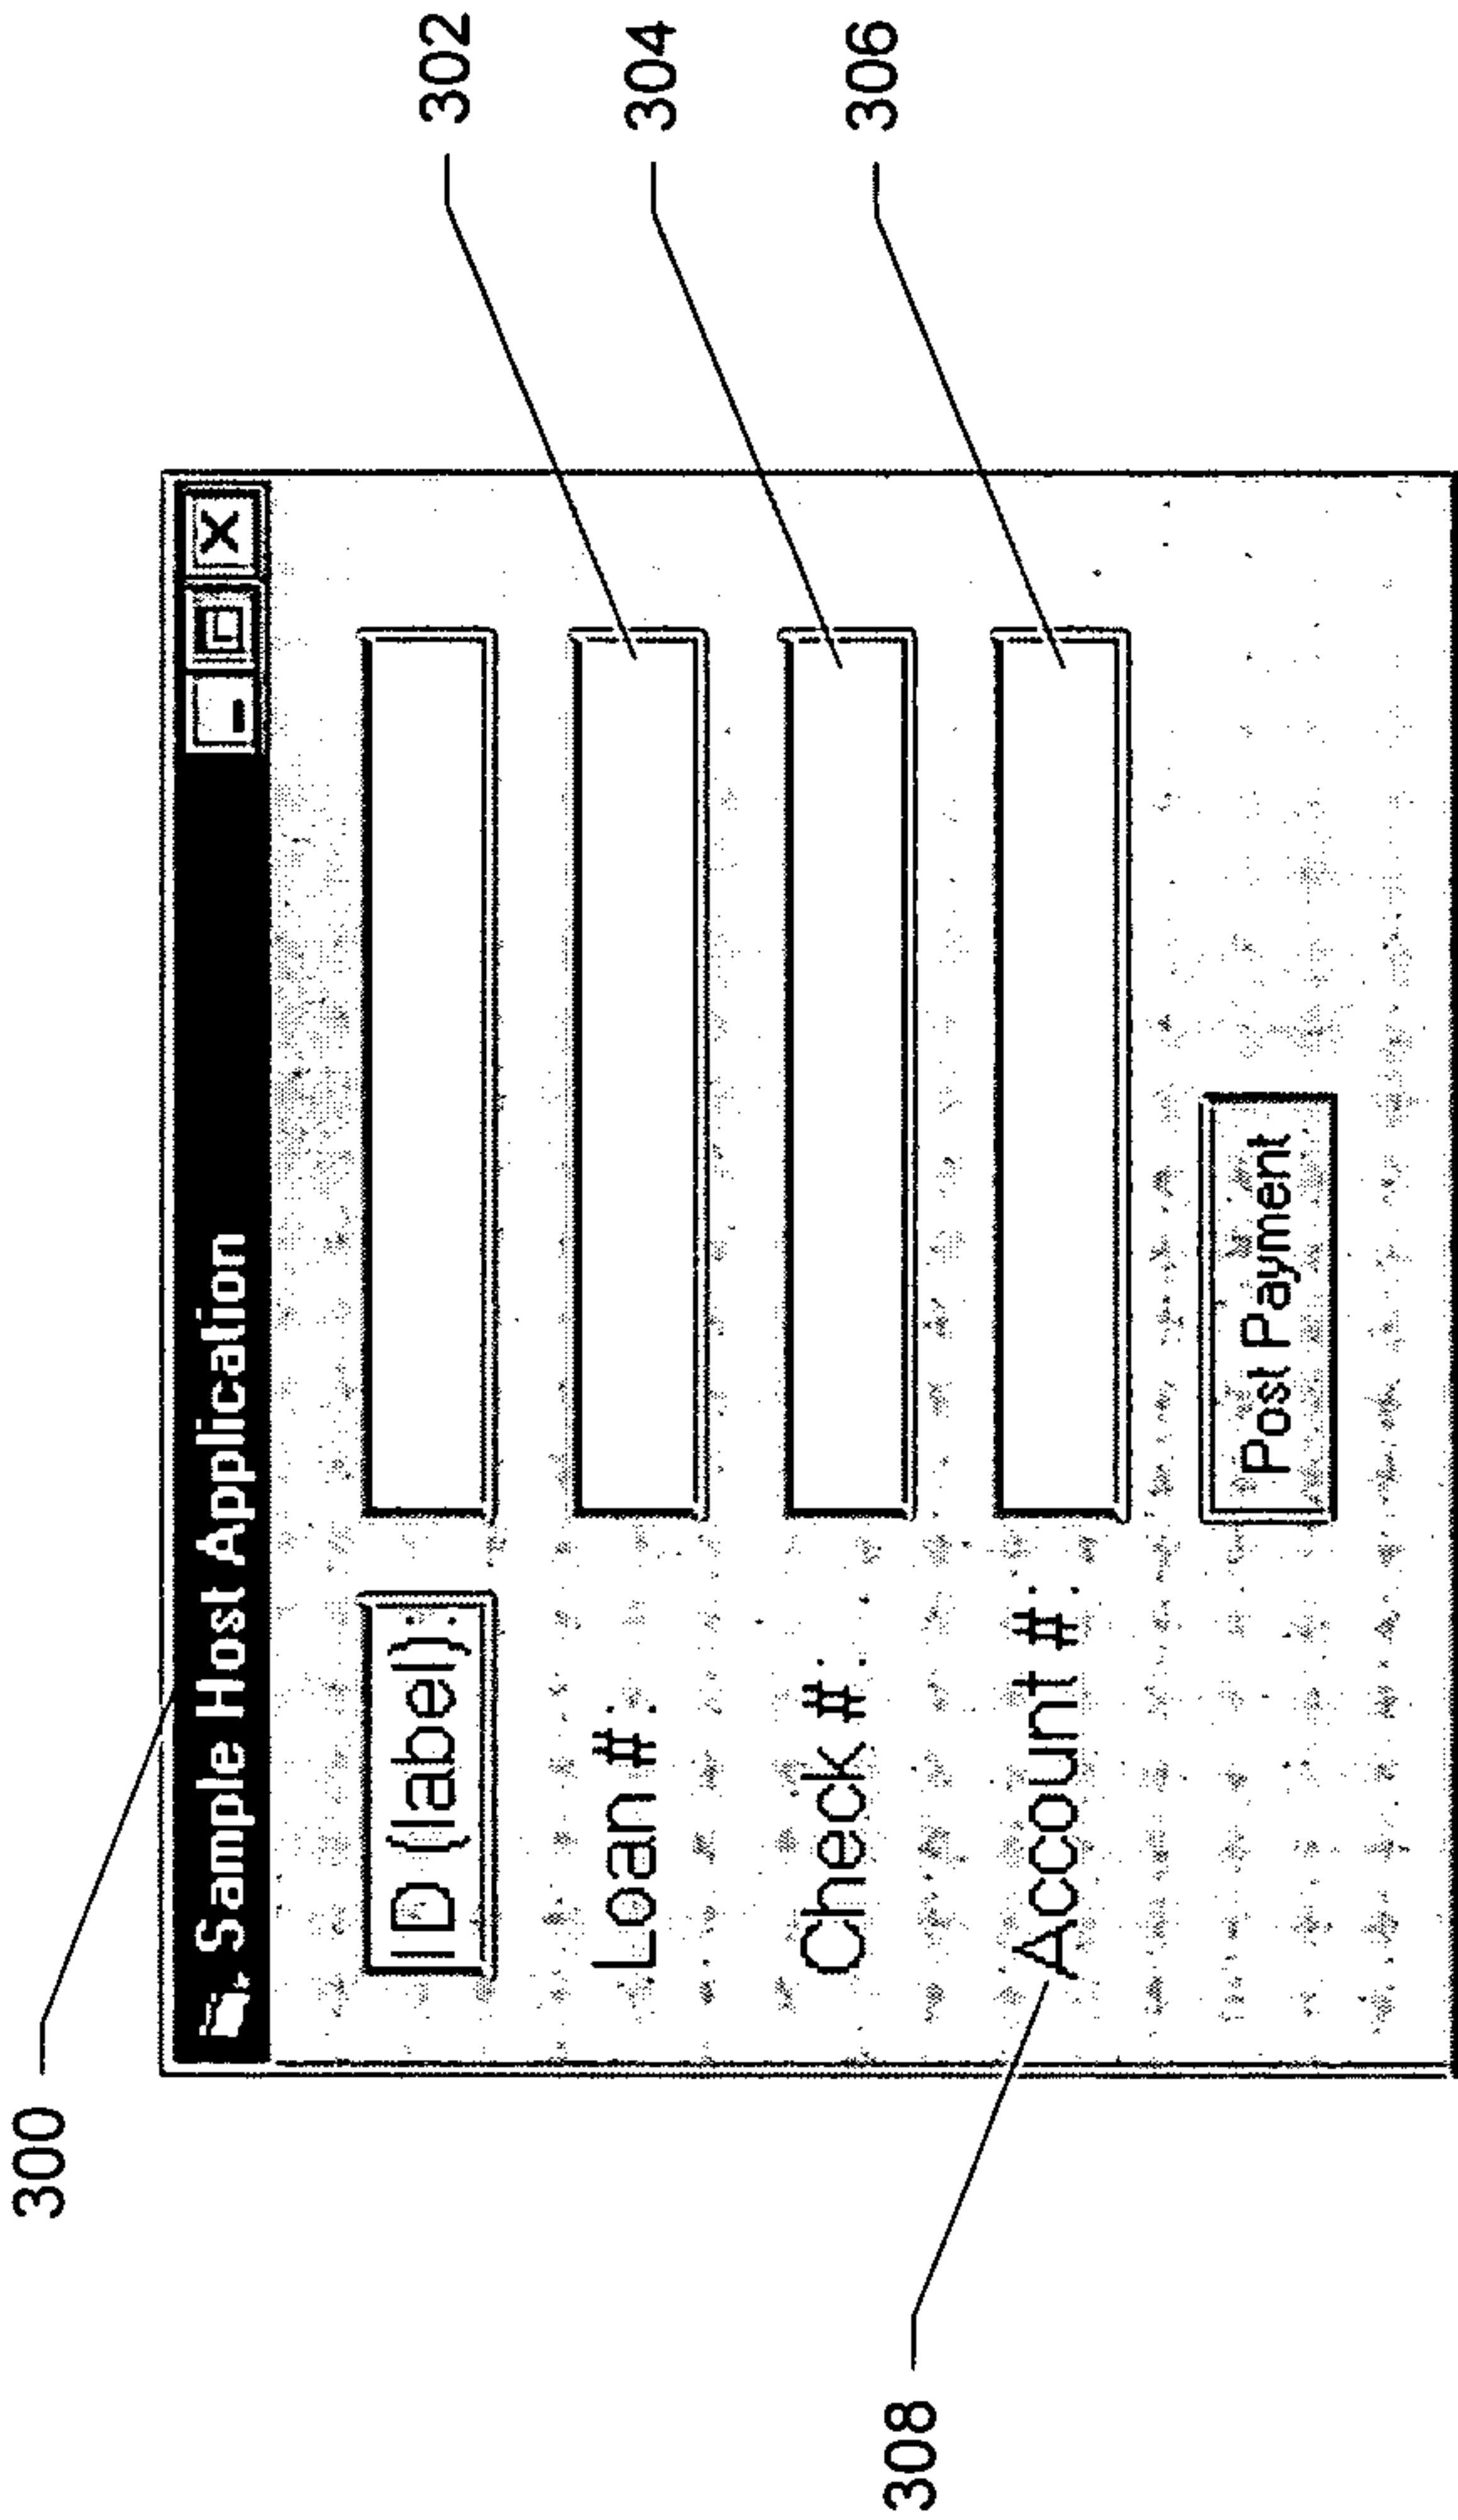 300
Sample Host Application
ID (label):
302
Loan #:
304
Check #:
306
308
Account #:
Post Payment